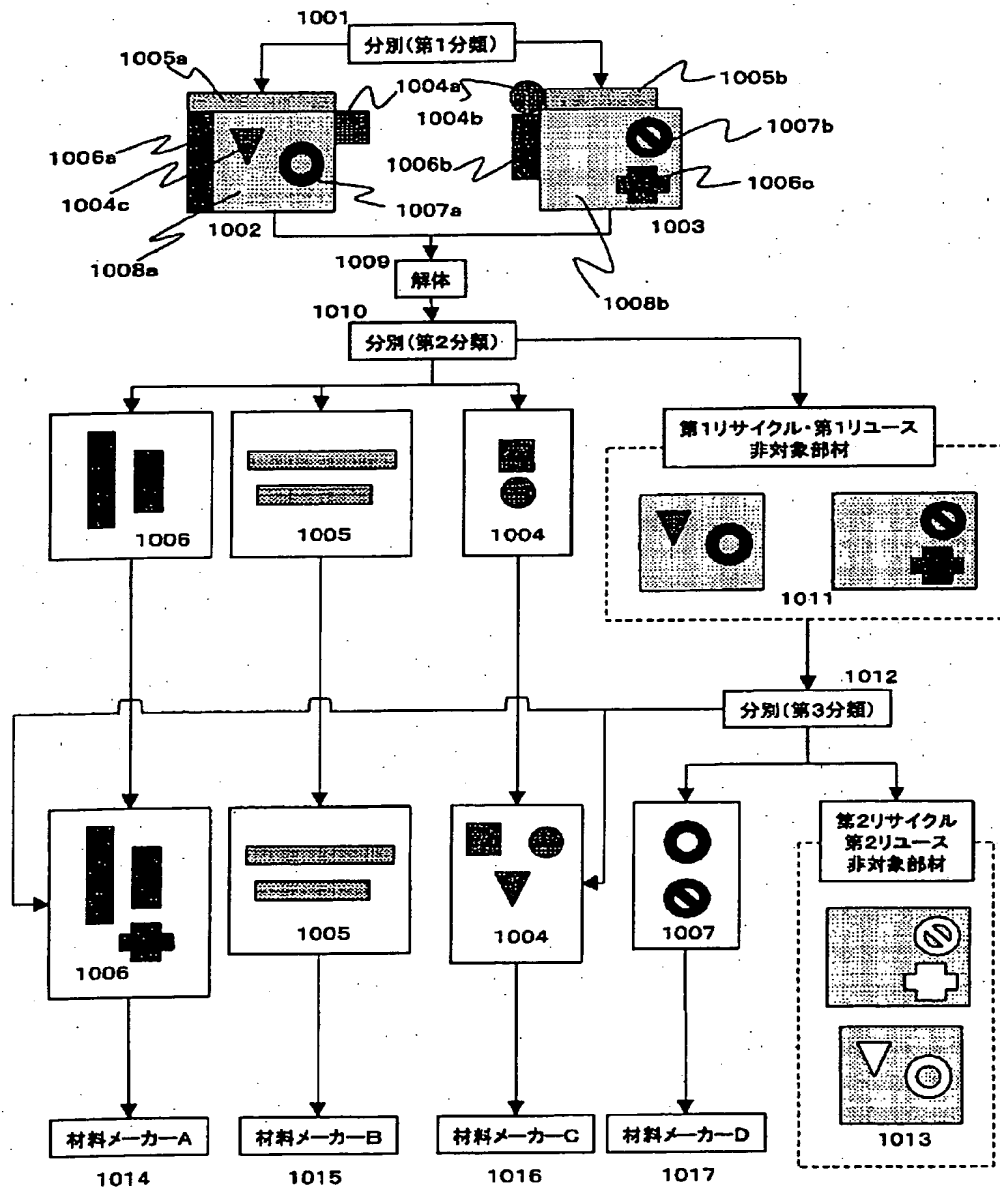 1001
分別(第1分類)
1005a
1004a
1005b
1004b
1007b
1006a
1006b
1006c
1004c
1007a
1002
1003
1008a
1009
解体
1008b
1010
分別(第2分類)
第1リサイクル・第1リユース
非対象部材
1006
1005
1004
1011
1012
分別(第3分類)
第2リサイクル
第2リユース
非対象部材
1006
1005
1004
1007
1013
材料メーカーA
材料メーカーB
材料メーカーC
材料メーカーD
1014
1015
1016
1017